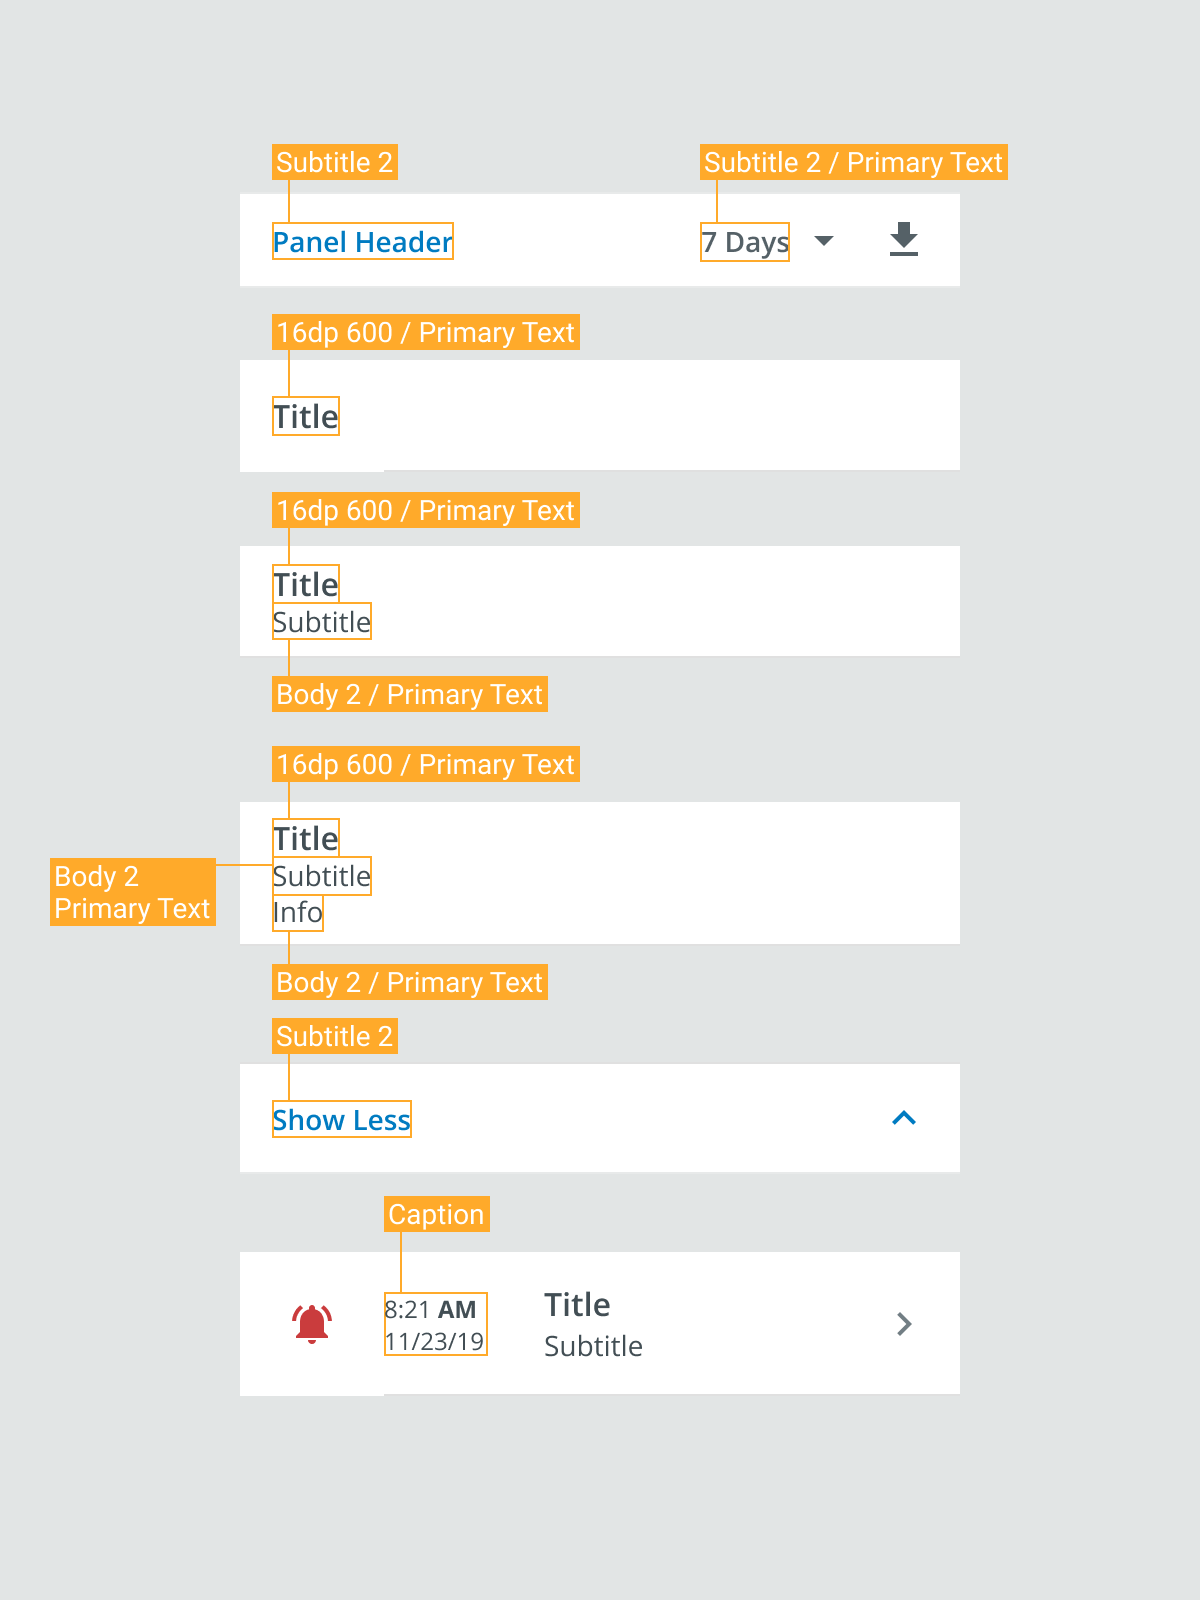 Subtitle 2
Subtitle 2 / Primary Text
Panel Header
7 Days
16dp 600 / Primary Text
Title
16dp 600 / Primary Text
Title
Subtitle
Body 2 / Primary Text
16dp 600 / Primary Text
Title
Body 2
Primary Text
Subtitle
Info
Body 2 / Primary Text
Subtitle 2
Show Less
Caption
8:21 AM
11/23/19
Title
Subtitle